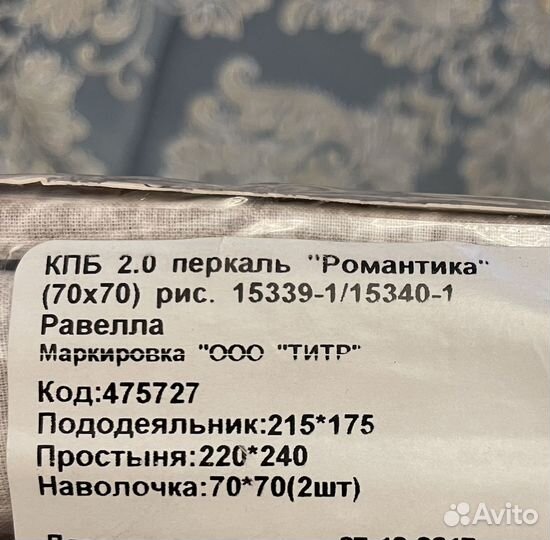 КПБ 2.0 перкаль "Романтика"
(70х70) рис. 15339-1/15340-1
Равелла
Маркировка "ООО "ТИТР"
Код:475727
Пододеяльник:215*175
Простыня:220*240
Наволочка:70*70(2шт)
Avito